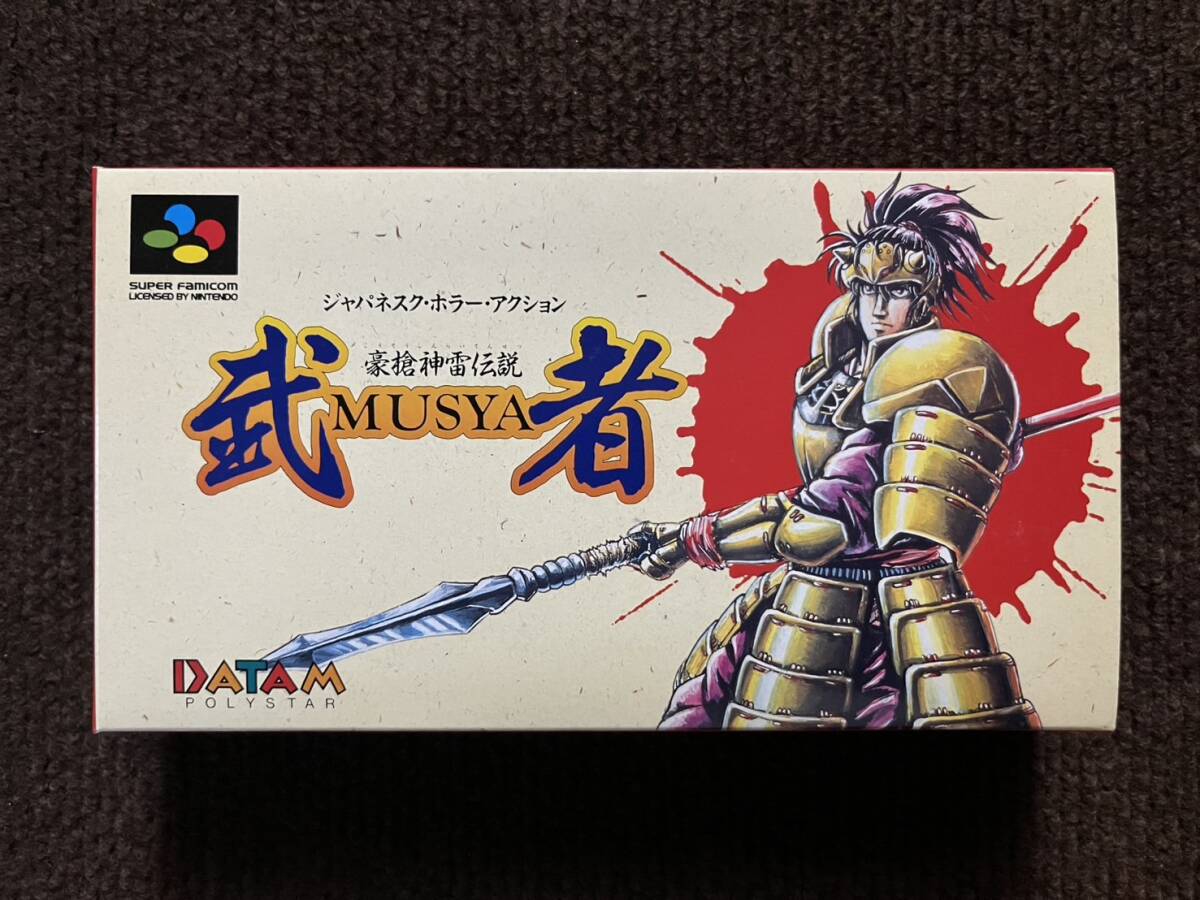 SUPER FAMICOM
LICENSED BY NINTENDO
ジャパネスク・ホラー・アクション
豪槍神雷伝説
武者
MUSYA
DATAM
POLYSTAR